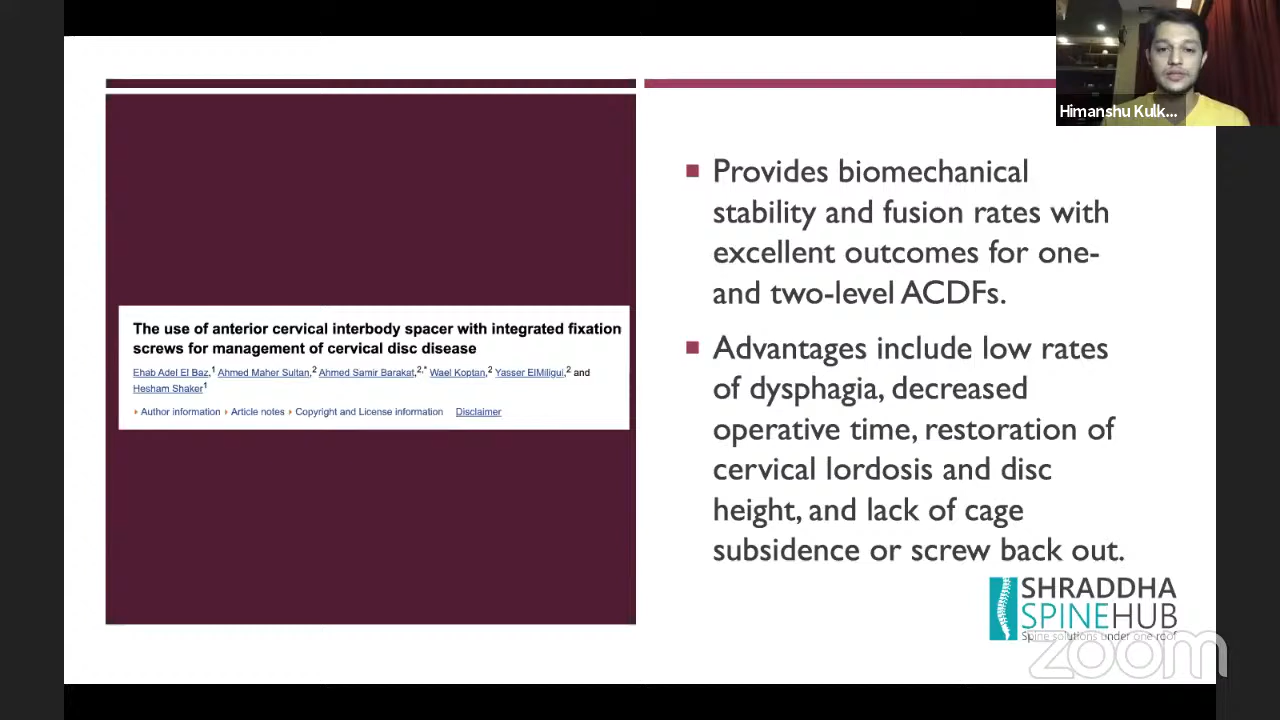 Himanshu Kulk...
Provides biomechanical
stability and fusion rates with
excellent outcomes for one-
and two-level ACDFs.
Advantages include low rates
of dysphagia, decreased
operative time, restoration of
cervical lordosis and disc
height, and lack of cage
subsidence or screw back out.
The use of anterior cervical interbody spacer with integrated fixation
screws for management of cervical disc disease
Ehab Adel El Baz,1 Ahmed Maher Sultan,2 Ahmed Samir Barakat,2,* Wael Koptan,2 Yasser ElMiligui,2 and
Hesham Shaker1
Author information Article notes Copyright and License information Disclaimer
SHRADDHA
SPINEHUB
Spine solutions under one roof
zoom